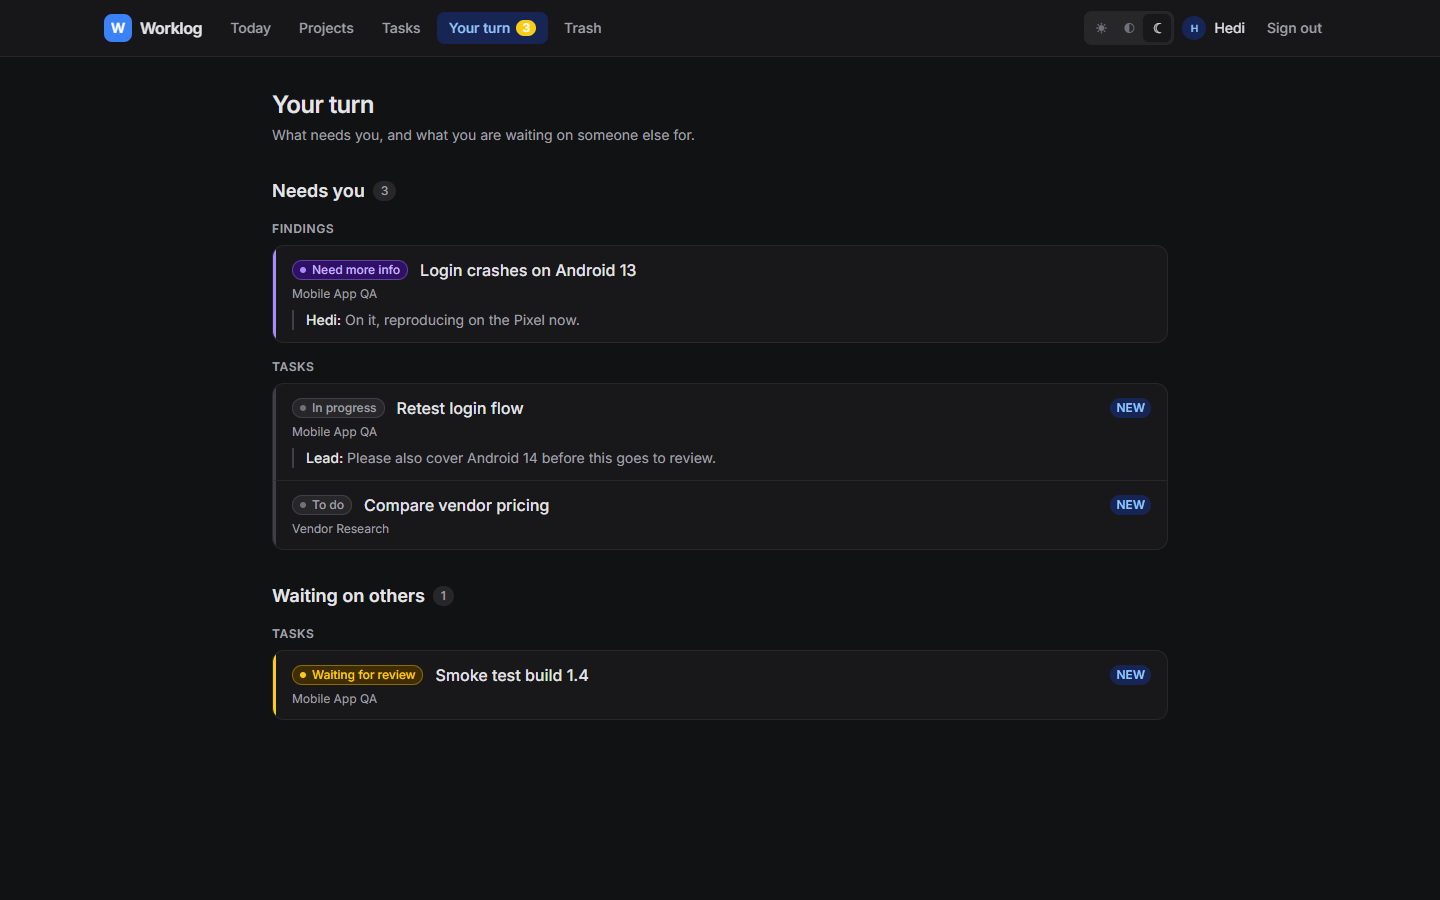 W Worklog Today Projects Tasks Your turn 3 Trash H Hedi Sign out
Your turn
What needs you, and what you are waiting on someone else for.
Needs you 3
FINDINGS
Need more info Login crashes on Android 13
Mobile App QA
Hedi: On it, reproducing on the Pixel now.
TASKS
In progress Retest login flow NEW
Mobile App QA
Lead: Please also cover Android 14 before this goes to review.
To do Compare vendor pricing NEW
Vendor Research
Waiting on others 1
TASKS
Waiting for review Smoke test build 1.4 NEW
Mobile App QA